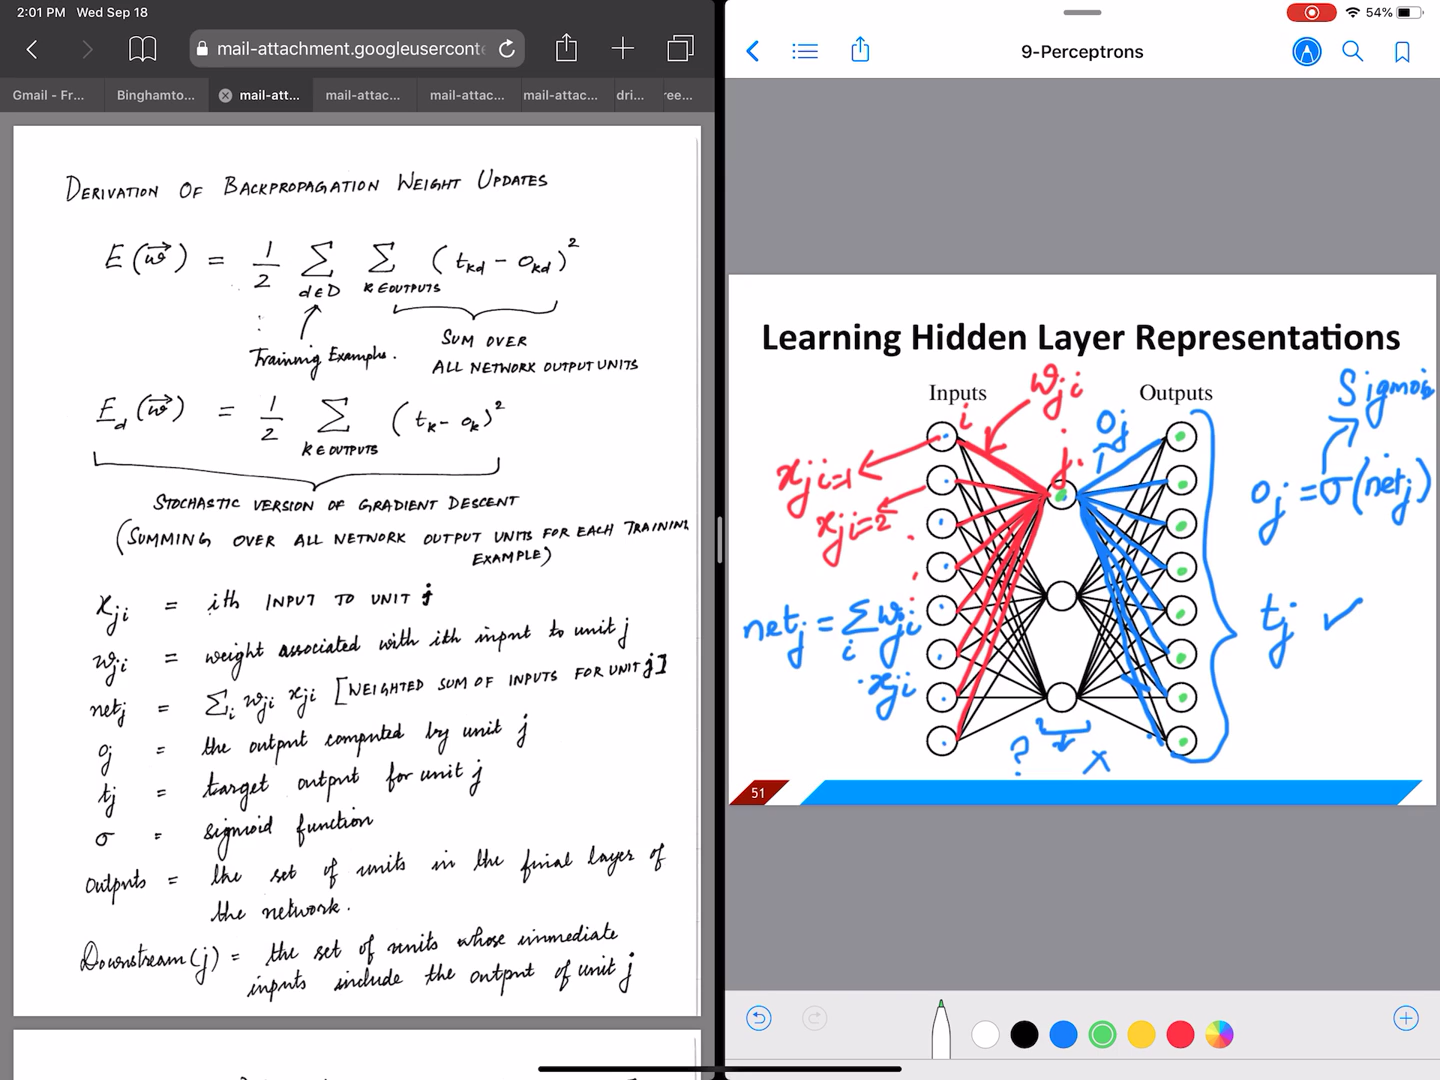 2:01 PM Wed Sep 18
54%
mail-attachment.googleusercont
Gmail - Fr...
Binghamto...
mail-att...
mail-attac...
mail-attac...
mail-attac...
dri...
ree...
DERIVATION OF BACKPROPAGATION WEIGHT UPDATES
E(w⃗) = 1/2 Σ d∈D Σ k∈OUTPUTS (tkd − okd)²
Training Examples.
SUM OVER
ALL NETWORK OUTPUT UNITS
Ed(w⃗) = 1/2 Σ k∈OUTPUTS (tk − ok)²
STOCHASTIC VERSION OF GRADIENT DESCENT
(SUMMING OVER ALL NETWORK OUTPUT UNITS FOR EACH TRAINING
EXAMPLE)
xji = ith INPUT TO UNIT j
wji = weight associated with ith input to unit j
netj = Σi wji xji [WEIGHTED SUM OF INPUTS FOR UNIT j]
oj = the output computed by unit j
tj = target output for unit j
σ = sigmoid function
outputs = the set of units in the final layer of
the network.
Downstream(j) = the set of units whose immediate
inputs include the output of unit j
9-Perceptrons
Learning Hidden Layer Representations
Inputs
wji
Outputs
Sigmoid
i
oj
j
xji=1
xji=2
oj = σ(netj)
netj = Σi wji
· xji
tj ✓
? X
51